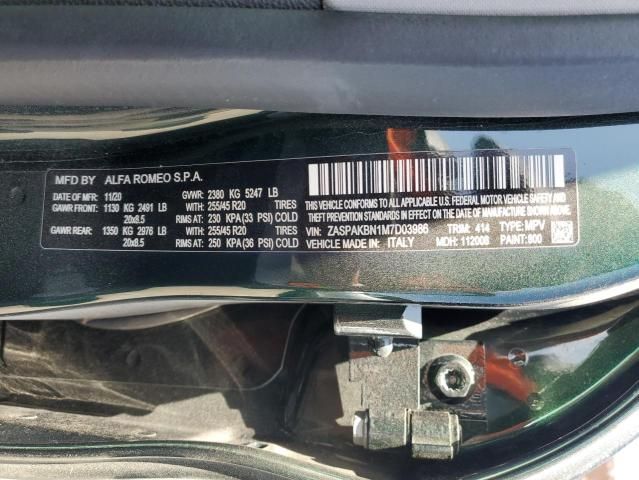 MFD BY ALFA ROMEO S.P.A.
DATE OF MFR: 11/20 GVWR: 2380 KG 5247 LB
GAWR FRONT: 1130 KG 2491 LB WITH 255/45 R20 TIRES
20x8.5 RIMS AT 230 KPA (33 PSI) COLD
GAWR REAR: 1350 KG 2976 LB WITH 255/45 R20 TIRES
20x8.5 RIMS AT 250 KPA (36 PSI) COLD
THIS VEHICLE CONFORMS TO ALL APPLICABLE U.S. FEDERAL MOTOR VEHICLE SAFETY AND
THEFT PREVENTION STANDARDS IN EFFECT ON THE DATE OF MANUFACTURE SHOWN ABOVE.
VIN: ZASPAKBN1M7D03986 TRIM: 414 TYPE: MPV
VEHICLE MADE IN: ITALY MDH: 112008 PAINT: 800